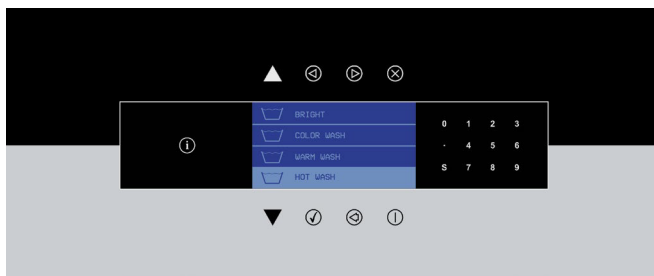 BRIGHT
COLOR WASH
WARM WASH
HOT WASH
0 1 2 3
· 4 5 6
S 7 8 9
i